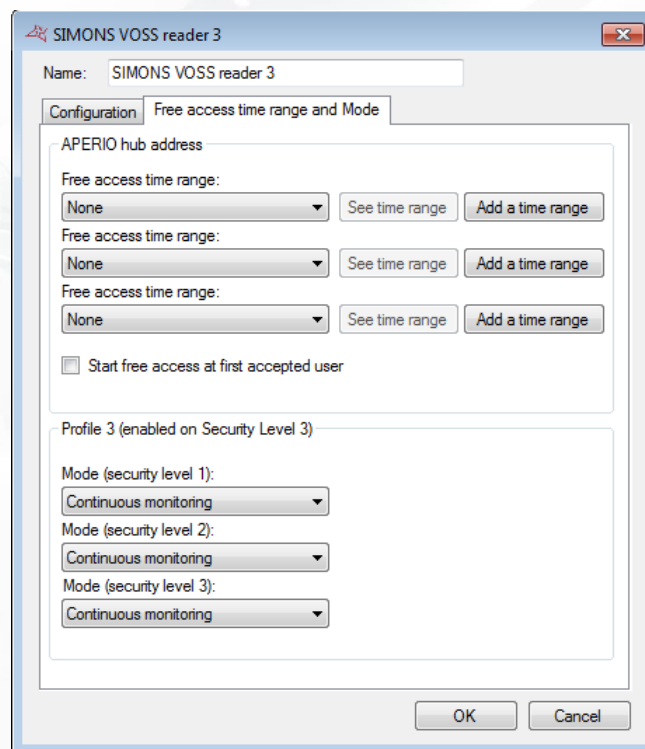 SIMONS VOSS reader 3
Name: SIMONS VOSS reader 3
Configuration Free access time range and Mode
APERIO hub address
Free access time range:
None See time range Add a time range
Free access time range:
None See time range Add a time range
Free access time range:
None See time range Add a time range
Start free access at first accepted user
Profile 3 (enabled on Security Level 3)
Mode (security level 1):
Continuous monitoring
Mode (security level 2):
Continuous monitoring
Mode (security level 3):
Continuous monitoring
OK Cancel